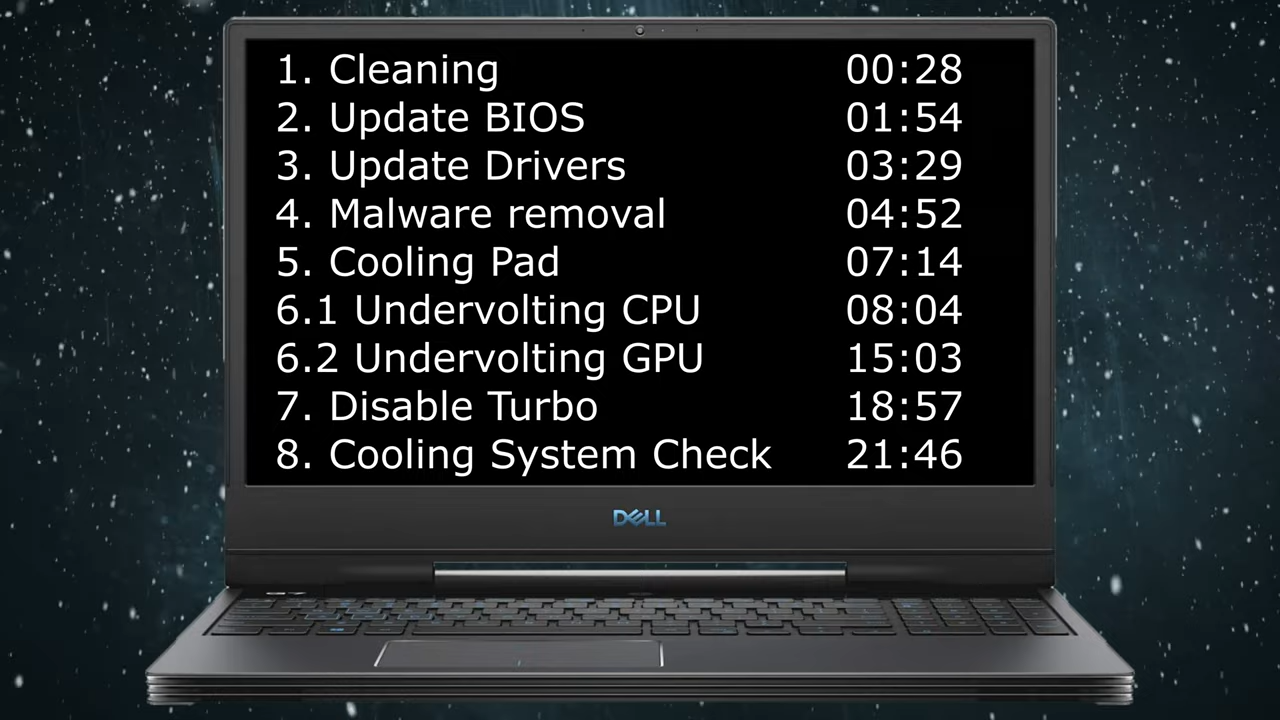 1. Cleaning 00:28
2. Update BIOS 01:54
3. Update Drivers 03:29
4. Malware removal 04:52
5. Cooling Pad 07:14
6.1 Undervolting CPU 08:04
6.2 Undervolting GPU 15:03
7. Disable Turbo 18:57
8. Cooling System Check 21:46
DELL
G7